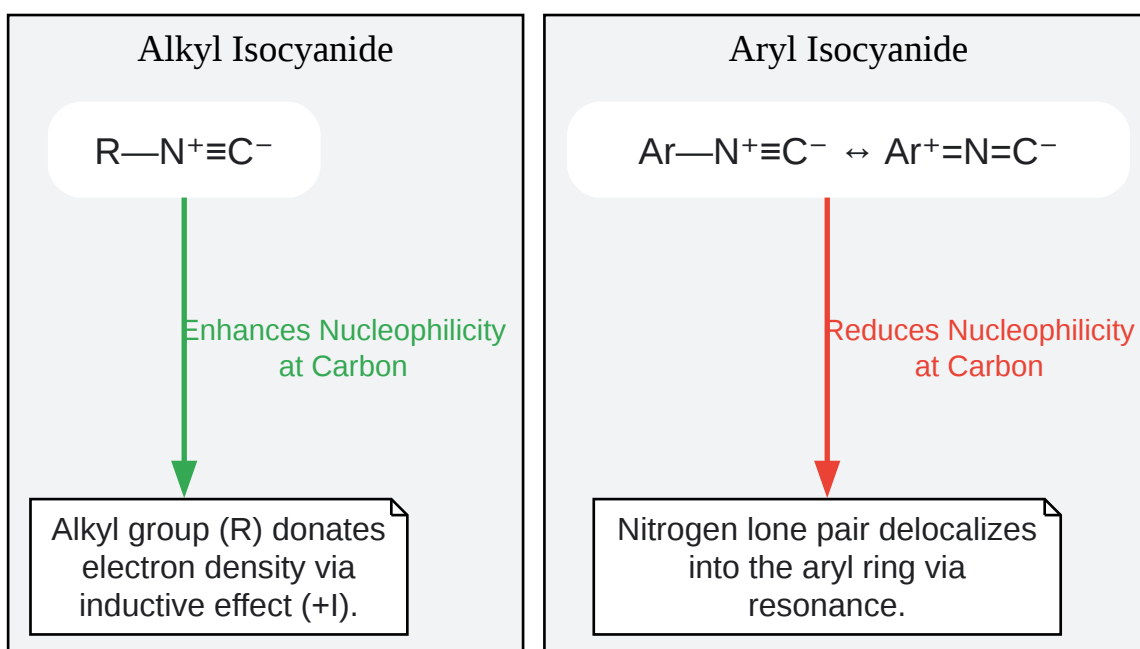 Alkyl Isocyanide
R—N⁺≡C⁻
Enhances Nucleophilicity
at Carbon
Alkyl group (R) donates
electron density via
inductive effect (+I).
Aryl Isocyanide
Ar—N⁺≡C⁻ ↔ Ar⁺=N=C⁻
Reduces Nucleophilicity
at Carbon
Nitrogen lone pair delocalizes
into the aryl ring via
resonance.